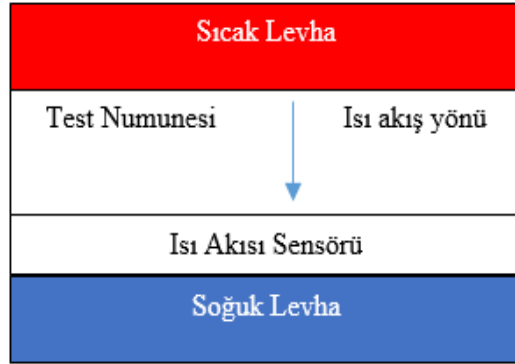 Sıcak Levha
Test Numunesi Isı akış yönü
Isı Akısı Sensörü
Soğuk Levha